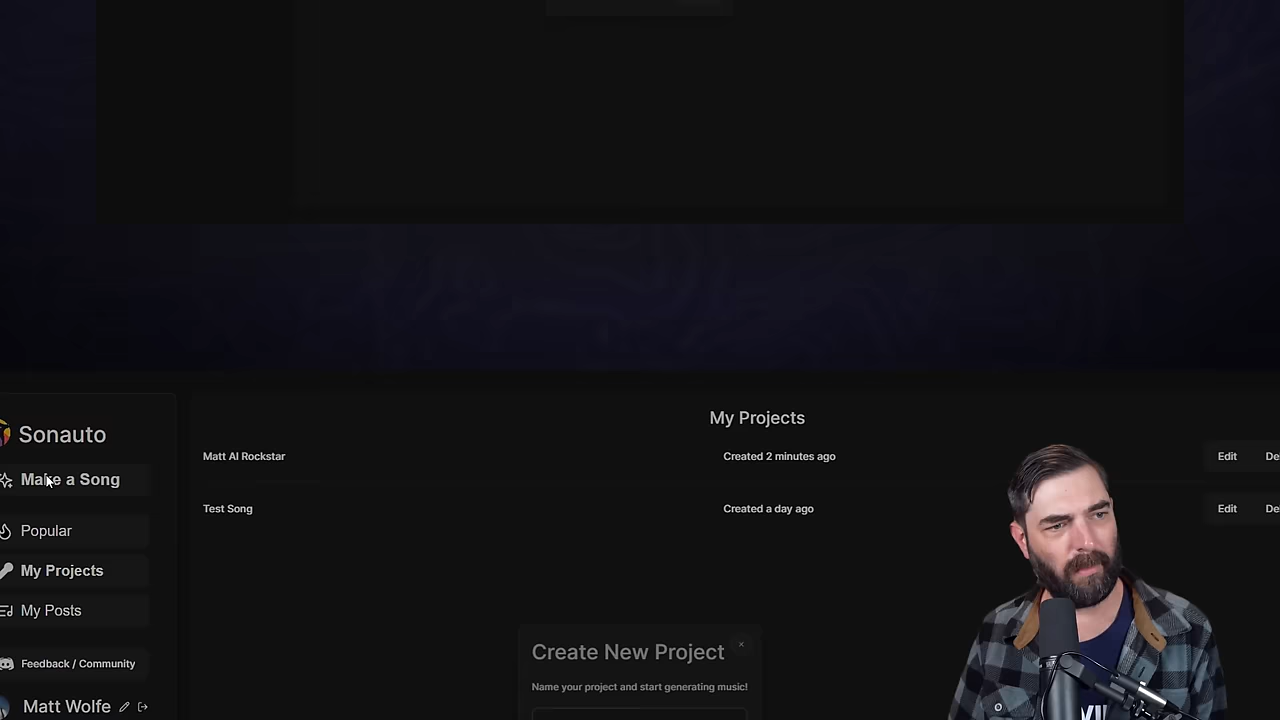 Sonauto
Make a Song
Popular
My Projects
My Posts
Feedback / Community
Matt Wolfe
My Projects
Matt AI Rockstar Created 2 minutes ago Edit De
Test Song Created a day ago Edit De
Create New Project ×
Name your project and start generating music!